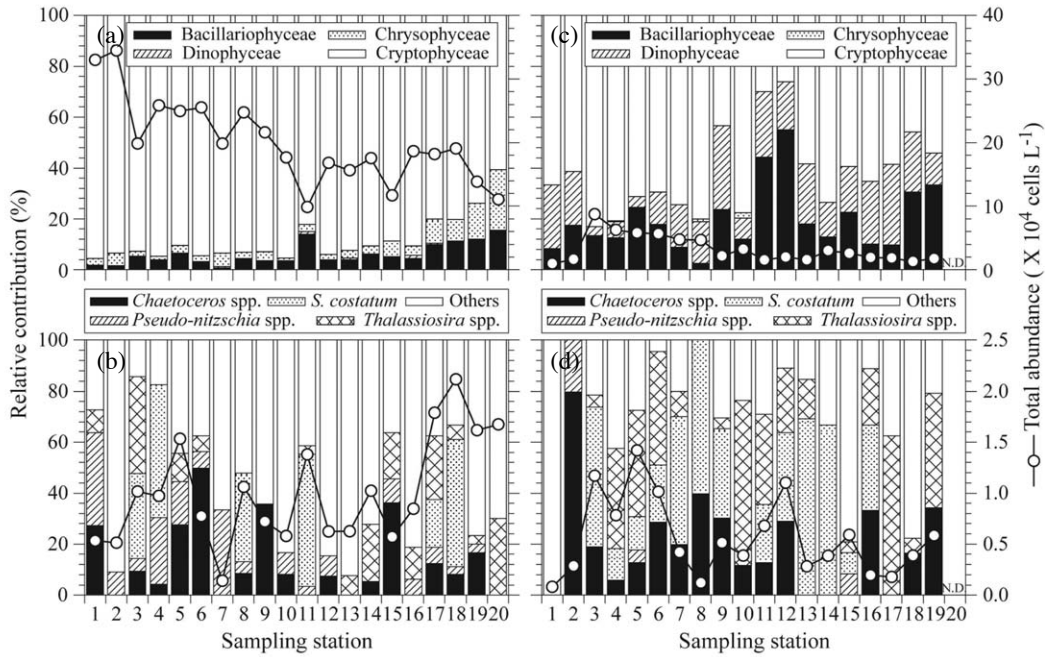 (a)
Bacillariophyceae Chrysophyceae
Dinophyceae Cryptophyceae
100
80
60
40
20
0
(c)
Bacillariophyceae Chrysophyceae
Dinophyceae Cryptophyceae
40
30
20
10
0
N.D.
Chaetoceros spp. S. costatum Others
Pseudo-nitzschia spp. Thalassiosira spp.
(b)
100
80
60
40
20
0
1 2 3 4 5 6 7 8 9 10 11 12 13 14 15 16 17 18 19 20
Sampling station
Chaetoceros spp. S. costatum Others
Pseudo-nitzschia spp. Thalassiosira spp.
(d)
2.5
2.0
1.5
1.0
0.5
0.0
N.D.
1 2 3 4 5 6 7 8 9 10 11 12 13 14 15 16 17 18 19 20
Sampling station
Relative contribution (%)
Total abundance ( X 10⁴ cells L⁻¹)